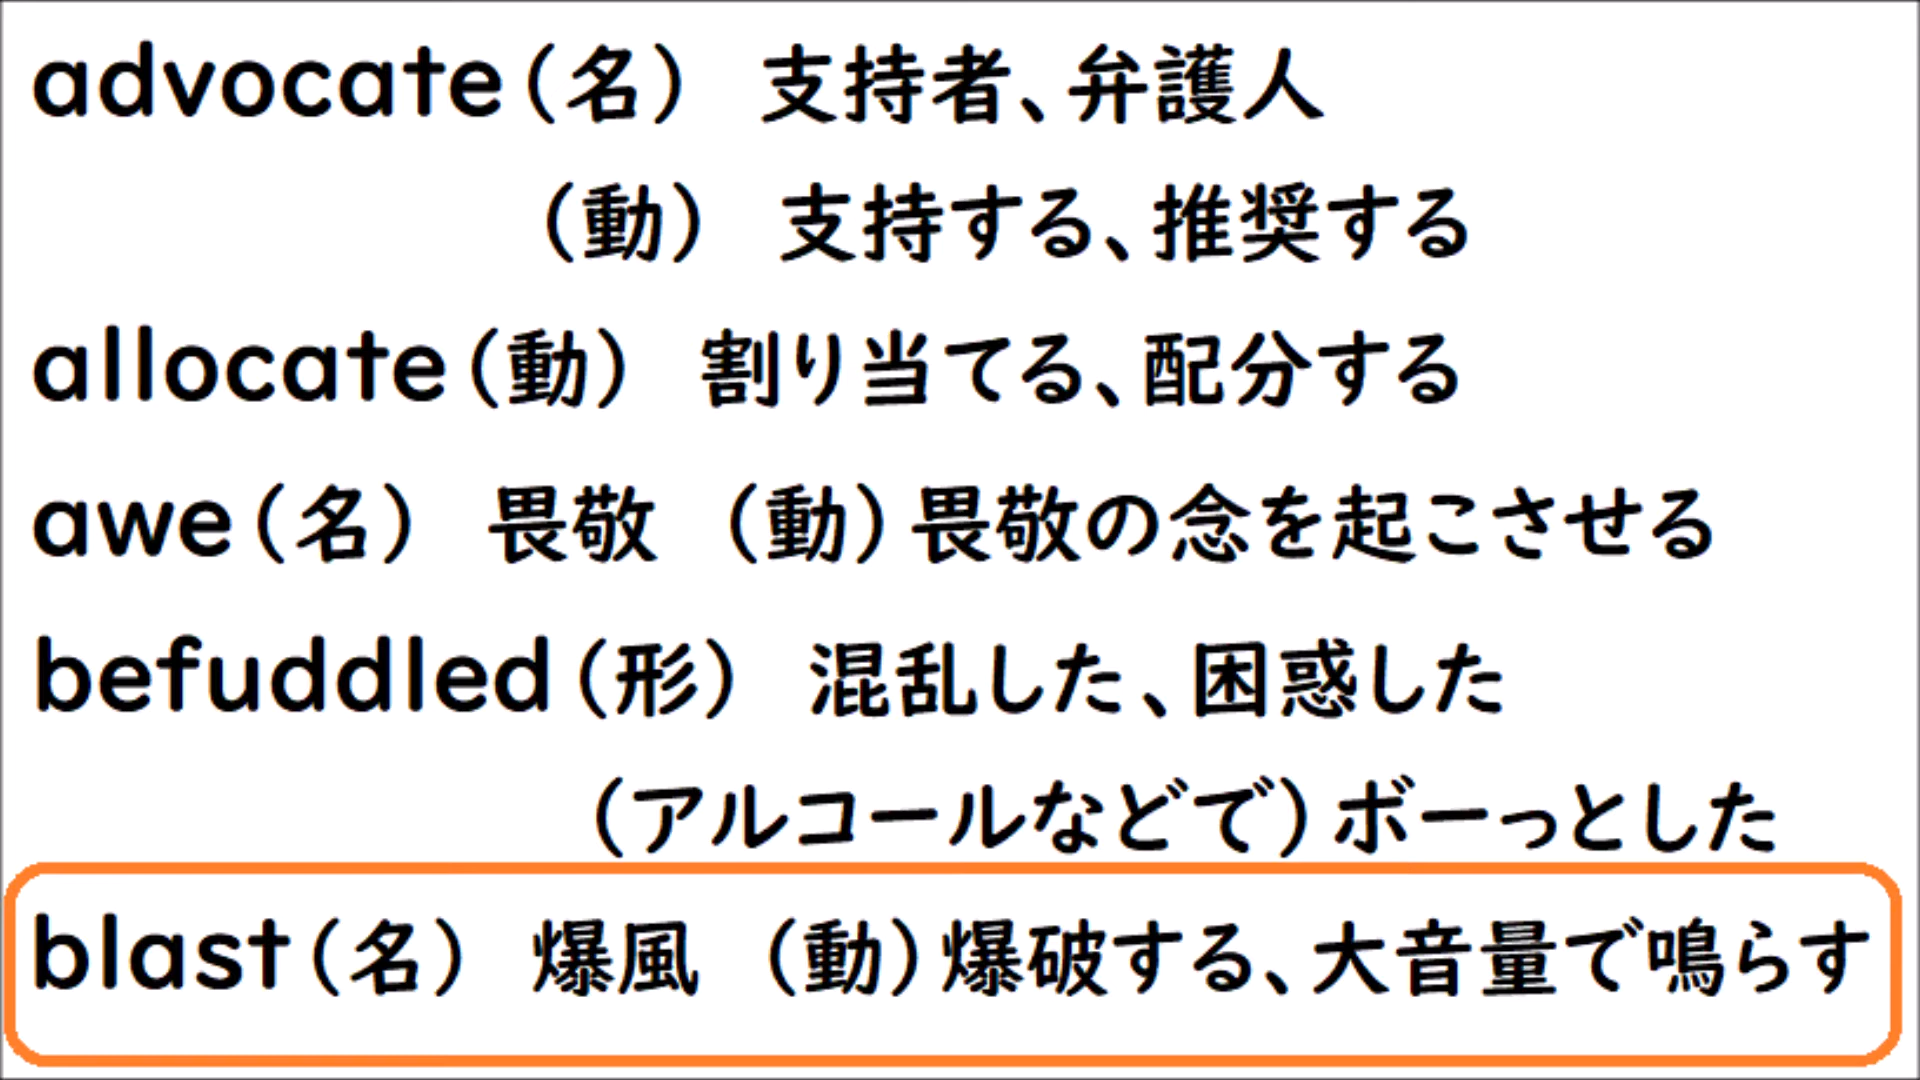 advocate（名）　支持者、弁護人
（動）　支持する、推奨する
allocate（動）　割り当てる、配分する
awe（名）　畏敬　（動）畏敬の念を起こさせる
befuddled（形）　混乱した、困惑した
（アルコールなどで）ボーっとした
blast（名）　爆風　（動）爆破する、大音量で鳴らす